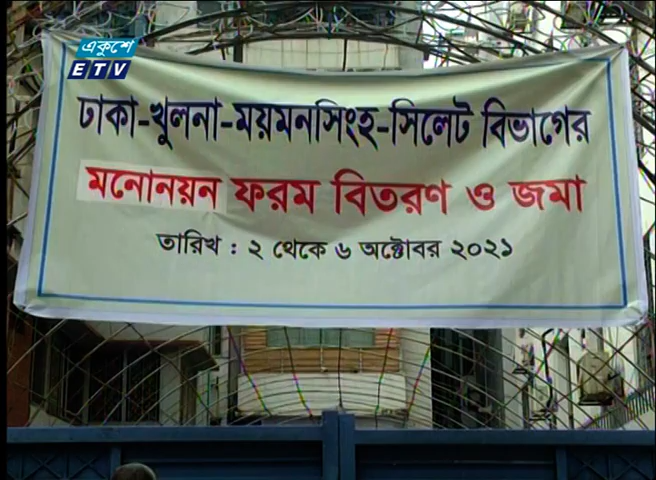 একুশে
ETV
ঢাকা-খুলনা-ময়মনসিংহ-সিলেট বিভাগের
মনোনয়ন ফরম বিতরণ ও জমা
তারিখ : ২ থেকে ৬ অক্টোবর ২০২১